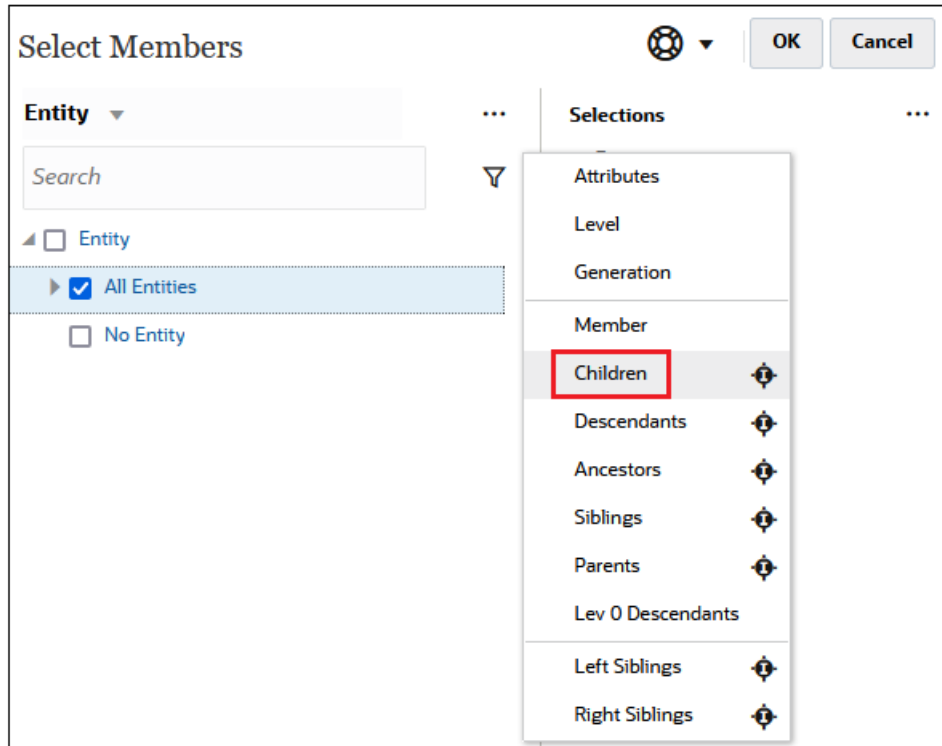 Select Members
OK
Cancel
Entity
Selections
Search
Entity
All Entities
No Entity
Attributes
Level
Generation
Member
Children
Descendants
Ancestors
Siblings
Parents
Lev 0 Descendants
Left Siblings
Right Siblings